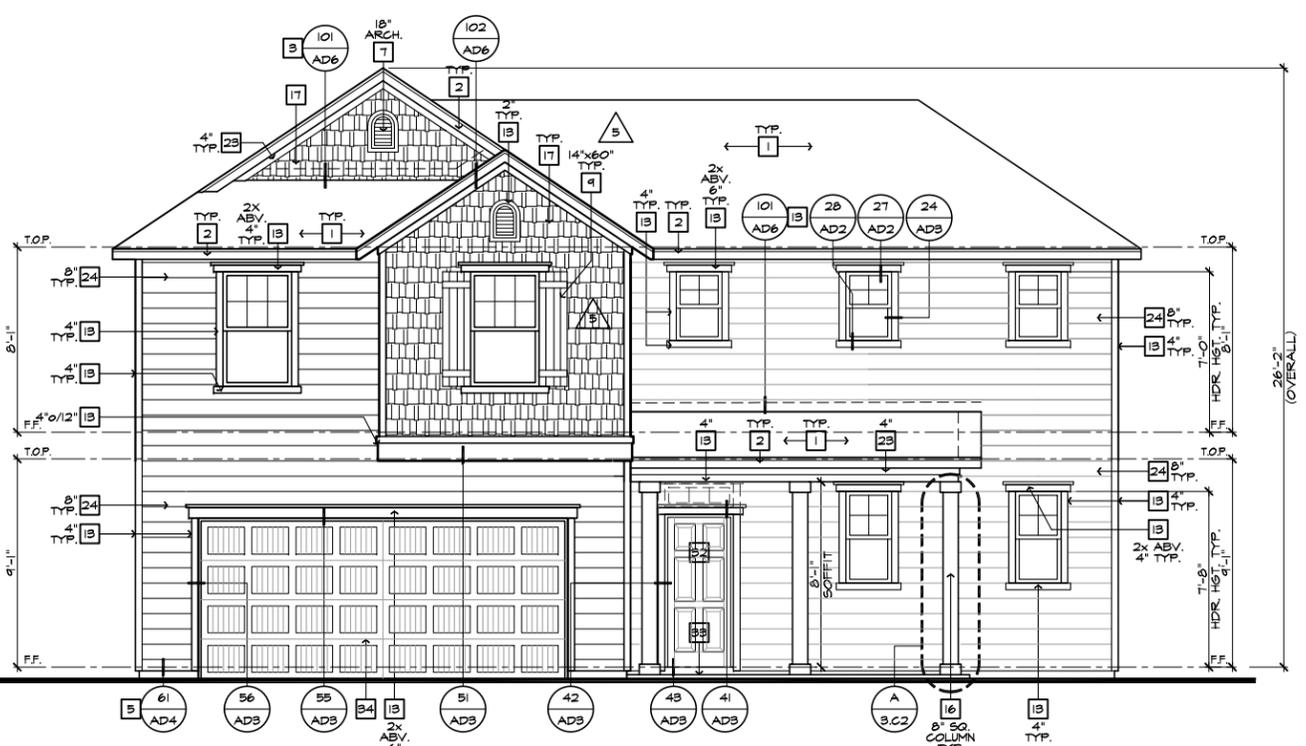 101
AD6
3
18"
ARCH.
7
102
AD6
TYP.
2
17
4"
TYP.
23
2"
TYP.
13
TYP.
17
14"x60"
TYP.
9
5
TYP.
1
T.O.P.
TYP.
2
2x
ABV.
4"
TYP.
13
TYP.
1
4"
TYP.
13
TYP.
2
2x
ABV.
6"
TYP.
13
101
AD6
13
28
AD2
27
AD2
24
AD3
T.O.P.
8"
TYP.
24
4"
TYP.
13
4"
TYP.
13
4"0/12"
13
5
24
8"
TYP.
13
4"
TYP.
8'-1"
7'-0"
HDR. HGT. TYP.
8'-1"
26'-2"
(OVERALL)
F.F.
F.F.
T.O.P.
T.O.P.
4"
13
TYP.
2
TYP.
1
4"
23
24
8"
TYP.
13
4"
TYP.
13
2x ABV.
4" TYP.
8"
TYP.
24
4"
TYP.
13
9'-1"
52
33
8'-1"
SOFFIT
7'-8"
HDR. HGT. TYP.
9'-1"
F.F.
F.F.
5
61
AD4
56
AD3
55
AD3
34
13
2x
ABV.
51
AD3
42
AD3
43
AD3
41
AD3
A
3.C2
16
8" SQ.
COLUMN
13
4"
TYP.